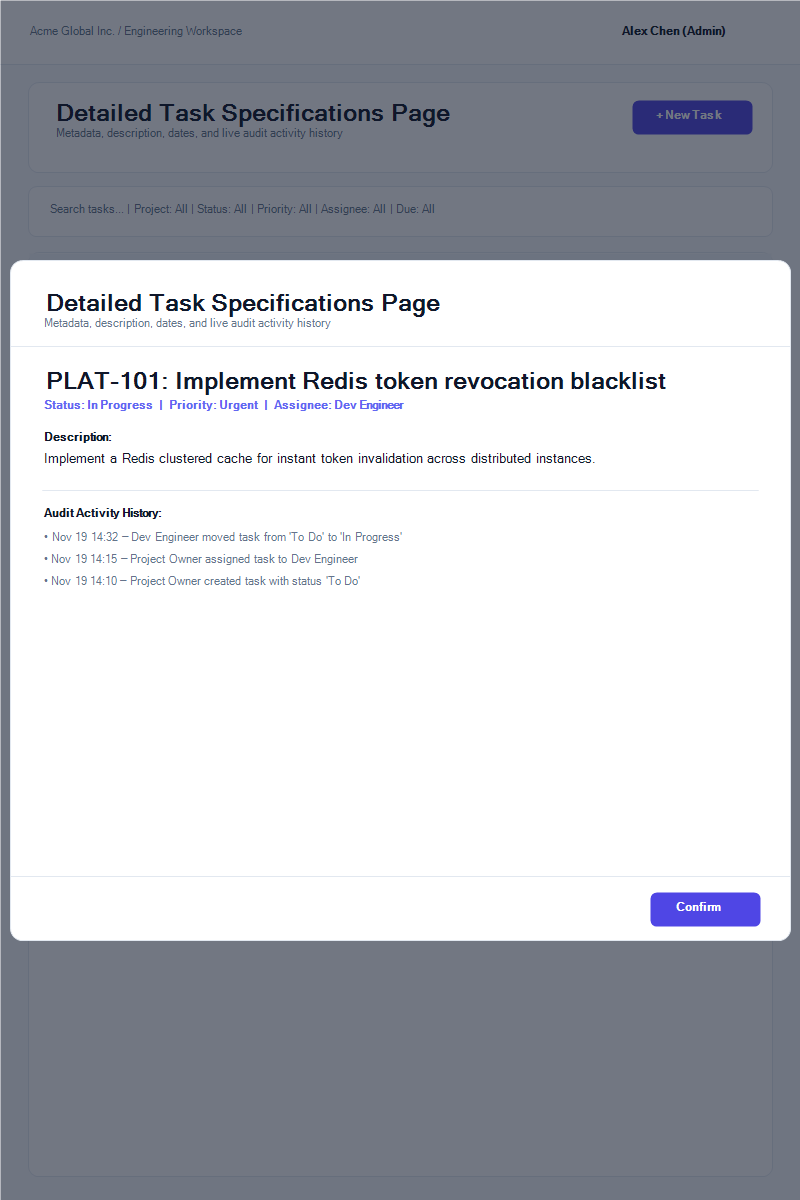 Acme Global Inc. / Engineering Workspace
Alex Chen (Admin)
Detailed Task Specifications Page
+ New Task
Metadata, description, dates, and live audit activity history
Search tasks... | Project: All | Status: All | Priority: All | Assignee: All | Due: All
Detailed Task Specifications Page
Metadata, description, dates, and live audit activity history
PLAT-101: Implement Redis token revocation blacklist
Status: In Progress | Priority: Urgent | Assignee: Dev Engineer
Description:
Implement a Redis clustered cache for instant token invalidation across distributed instances.
Audit Activity History:
• Nov 19 14:32 – Dev Engineer moved task from 'To Do' to 'In Progress'
• Nov 19 14:15 – Project Owner assigned task to Dev Engineer
• Nov 19 14:10 – Project Owner created task with status 'To Do'
Confirm